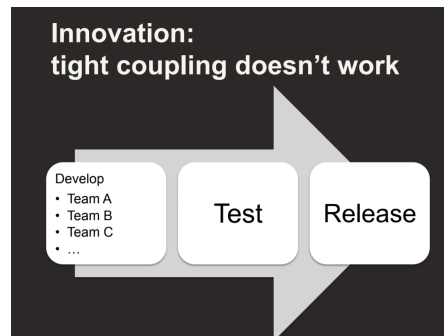 Innovation:
tight coupling doesn’t work
Develop
• Team A
• Team B
• Team C
• ...
Test
Release